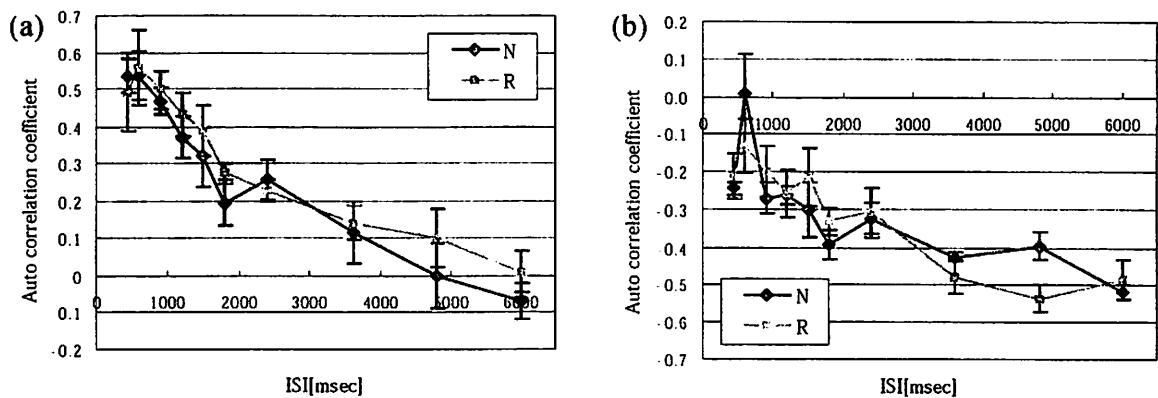 (a)
Auto correlation coefficient
0.7
0.6
0.5
0.4
0.3
0.2
0.1
0
0.1
-0.2
0 1000 2000 3000 4000 5000 6000
ISI[msec]
N
R
(b)
Auto correlation coefficient
0.2
0.1
0.0
-0.1
-0.2
-0.3
-0.4
-0.5
-0.6
-0.7
0 1000 2000 3000 4000 5000 6000
ISI[msec]
N
R